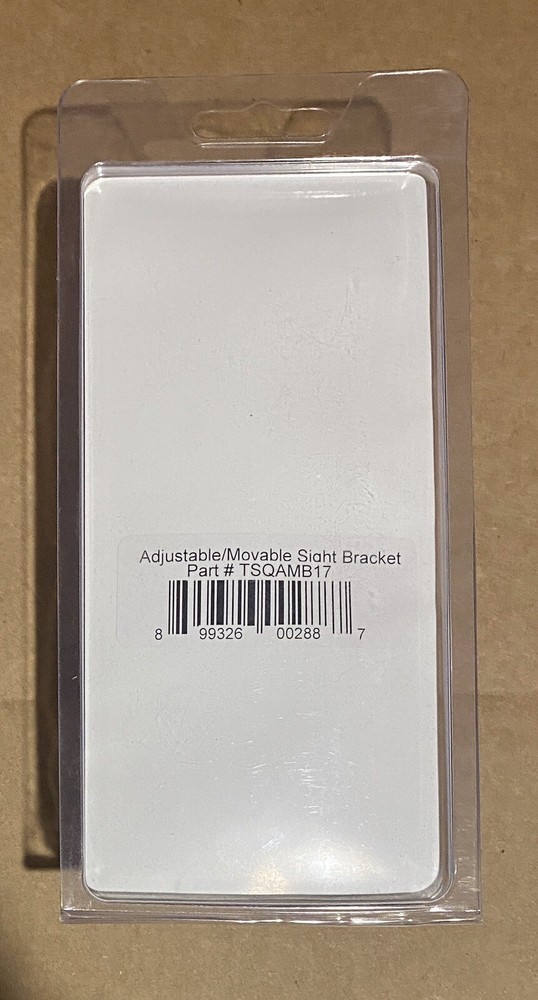 Adjustable/Movable Sight Bracket
Part # TSQAMB17
8 99326 00288 7